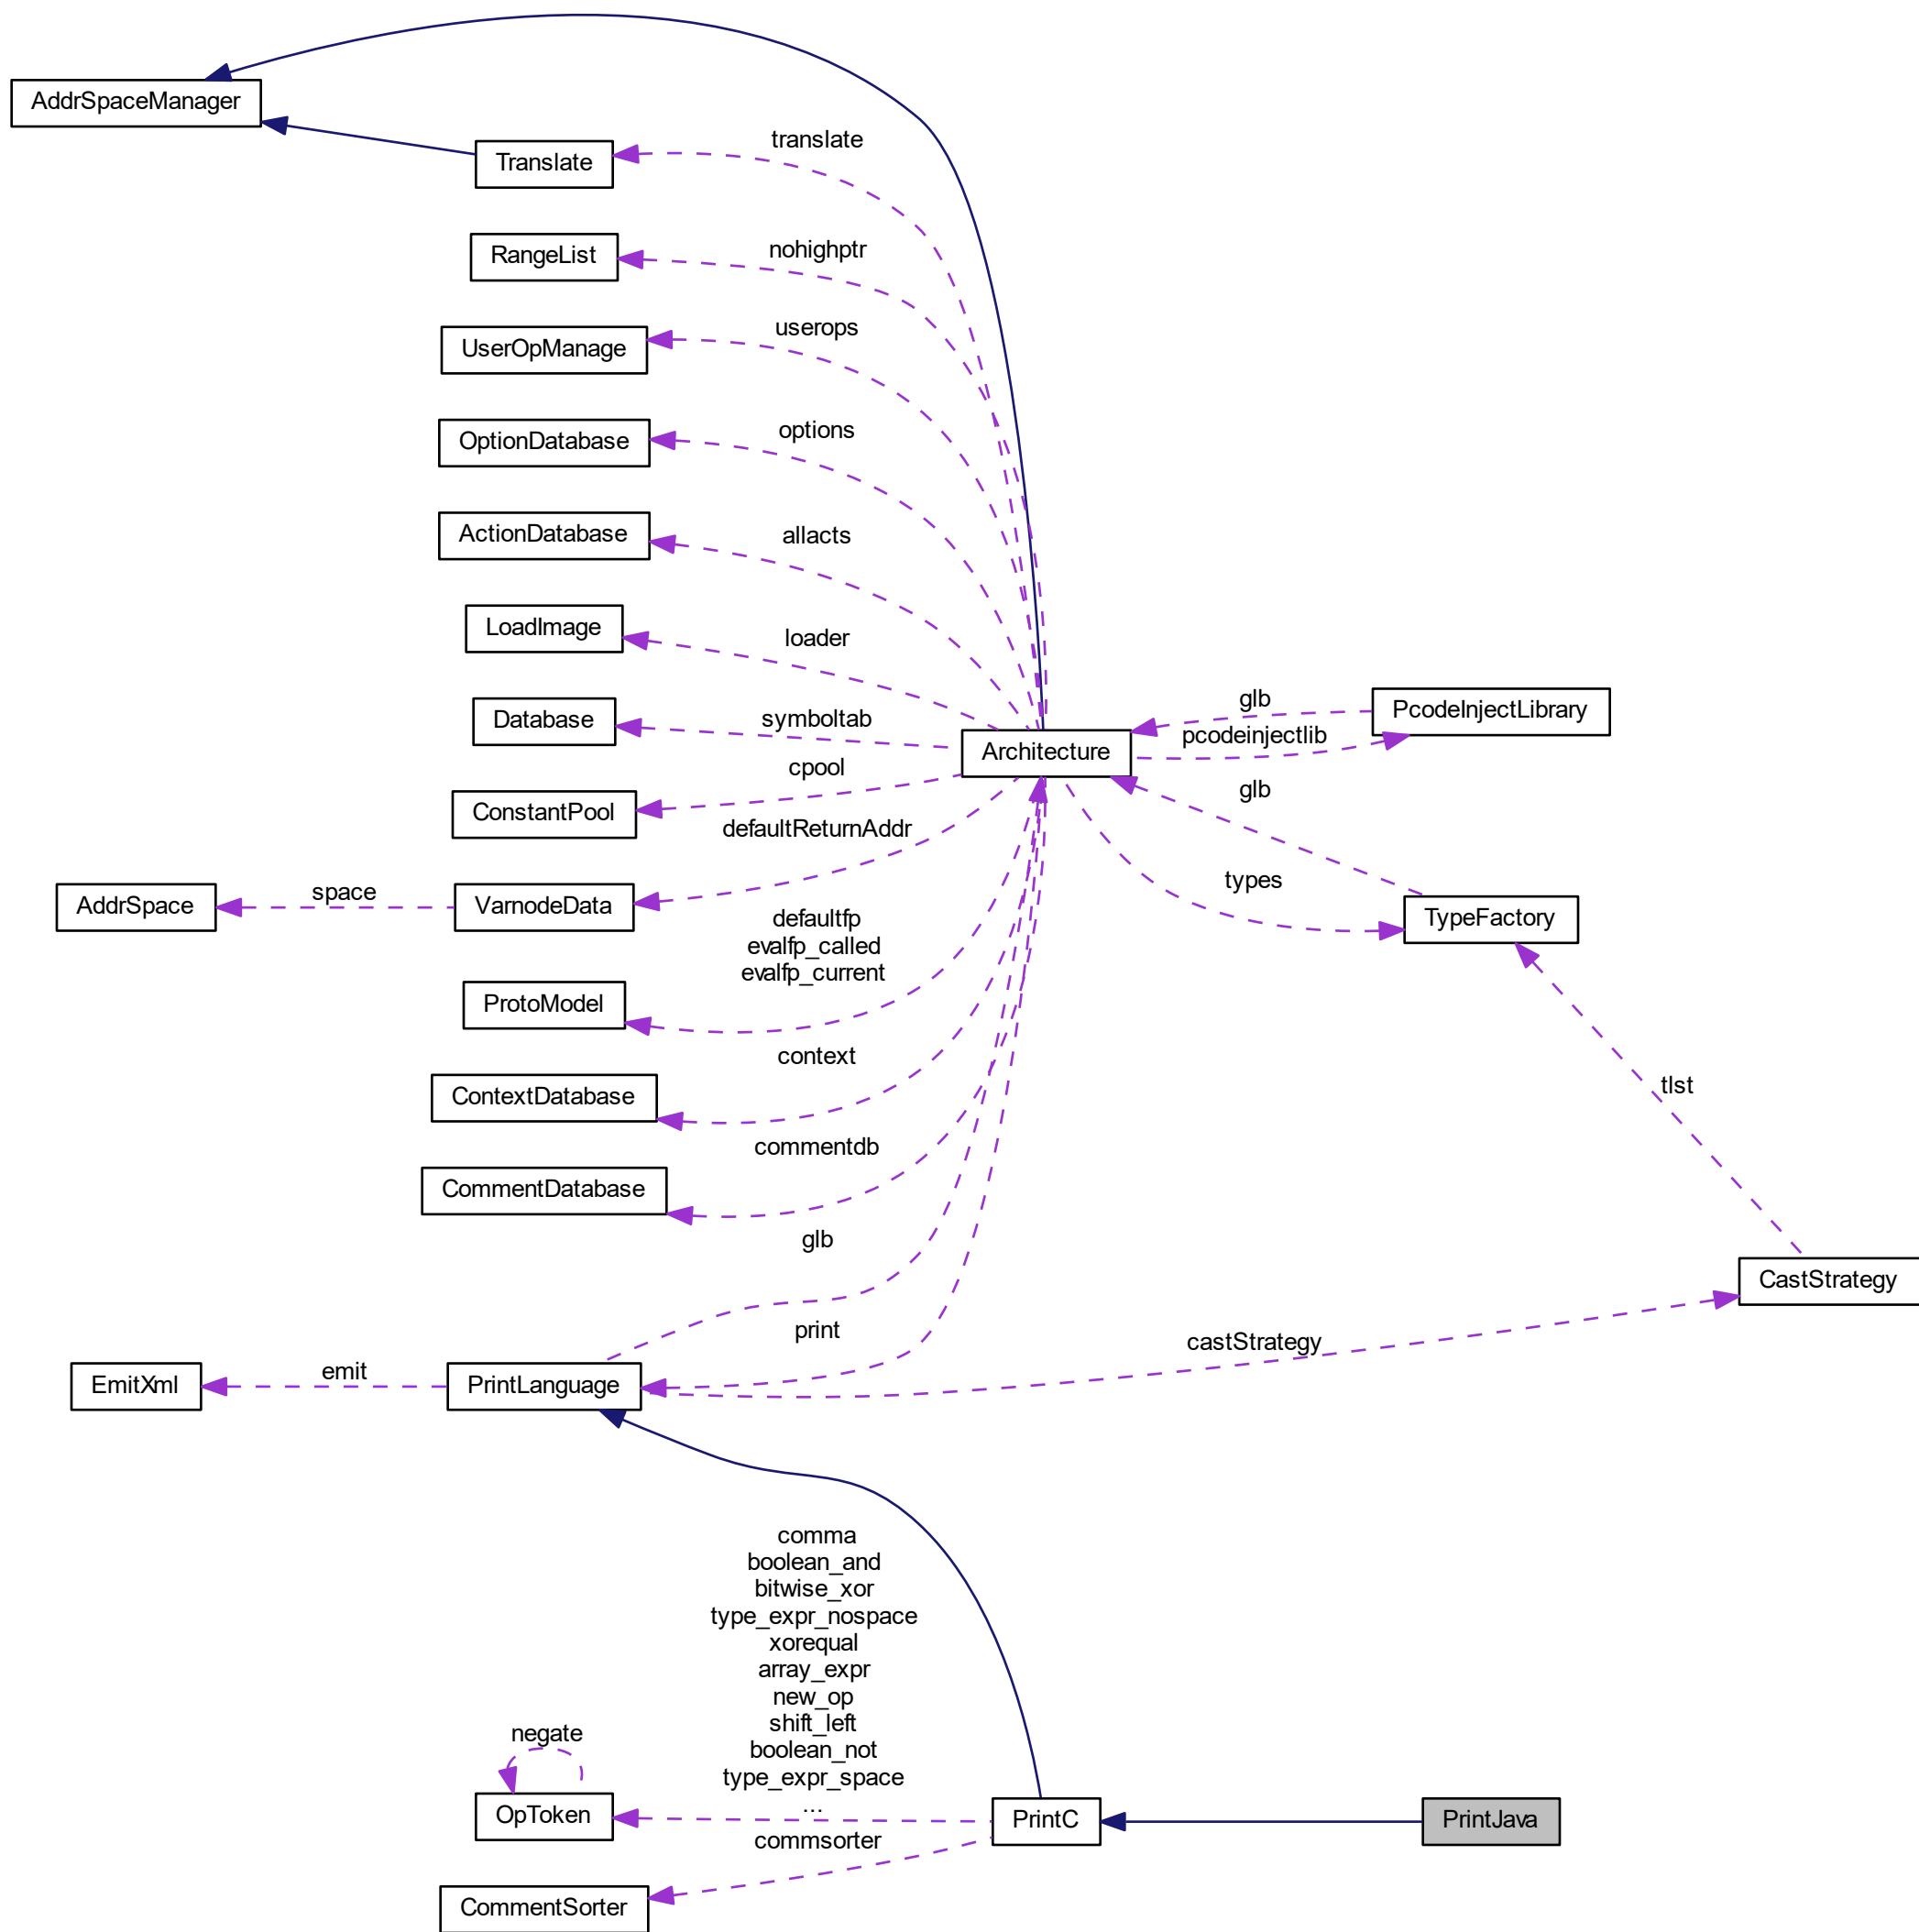 AddrSpaceManager
translate
Translate
nohighptr
RangeList
userops
UserOpManage
options
OptionDatabase
allacts
ActionDatabase
loader
LoadImage
glb
PcodeInjectLibrary
symboltab
Database
pcodeinjectlib
Architecture
cpool
glb
ConstantPool
defaultReturnAddr
types
space
AddrSpace
VarnodeData
TypeFactory
defaultfp
evalfp_called
evalfp_current
ProtoModel
context
tlst
ContextDatabase
commentdb
CommentDatabase
glb
CastStrategy
print
castStrategy
emit
EmitXml
PrintLanguage
comma
boolean_and
bitwise_xor
type_expr_nospace
xorequal
array_expr
new_op
shift_left
boolean_not
type_expr_space
...
negate
OpToken
PrintC
PrintJava
commsorter
CommentSorter